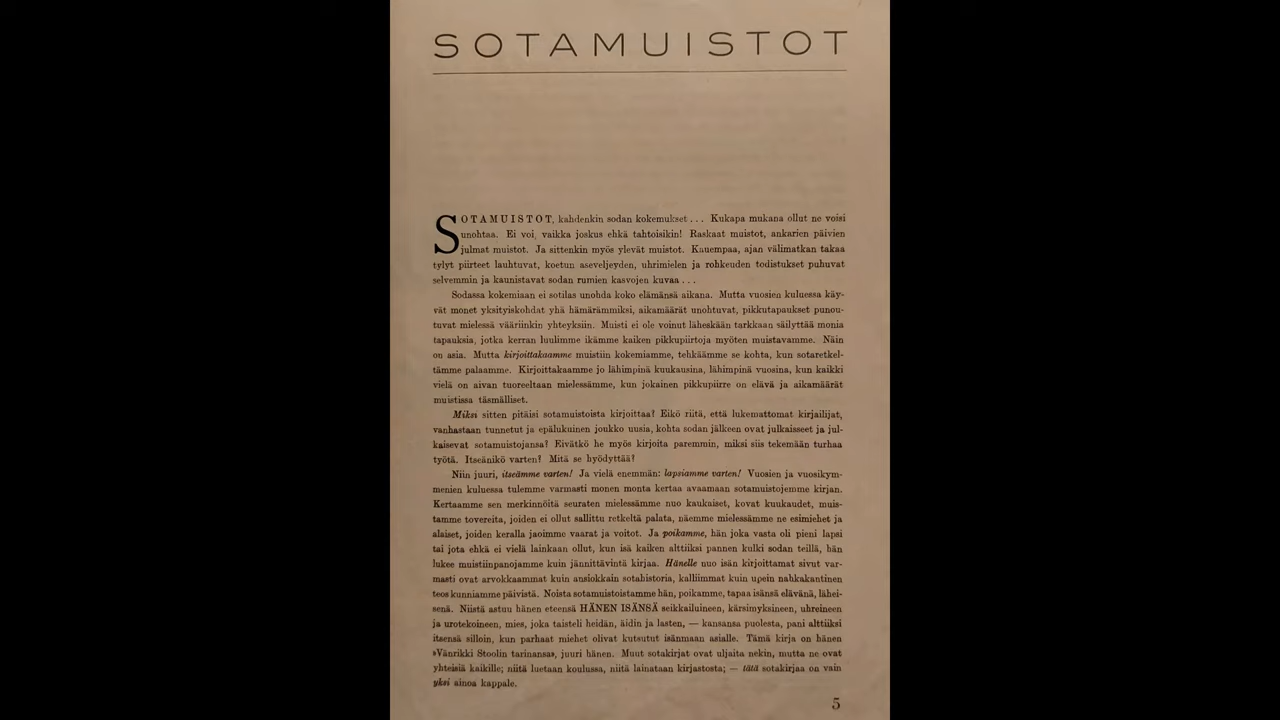 SOTAMUISTOT
SOTAMUISTOT, kahdenkin sodan kokemukset... Kukapa mukana ollut ne voisi
unohtaa. Ei voi, vaikka joskus ehkä tahtoisikin! Raskaat muistot, ankarien päivien
julmat muistot. Ja sittenkin myös ylevät muistot. Kauempaa, ajan välimatkan takaa
tylyt piirteet lauhtuvat, koetun aseveljeyden, uhrimielen ja rohkeuden todistukset puhuvat
selvemmin ja kaunistavat sodan rumien kasvojen kuvaa...
Sodassa kokemiaan ei sotilas unohda koko elämänsä aikana. Mutta vuosien kuluessa käy-
vät monet yksityiskohdat yhä hämärämmiksi, aikamäärät unohtuvat, pikkutapaukset punou-
tuvat mielessä vääriinkin yhteyksiin. Muisti ei ole voinut läheskään tarkkaan säilyttää monia
tapauksia, jotka kerran luulimme ikämme kaiken pikkupiirtoja myöten muistavamme. Näin
on asia. Mutta kirjoittakaamme muistiin kokemiamme, tehkäämme se kohta, kun sotaretkel-
tämme palaamme. Kirjoittakaamme jo lähimpinä kuukausina, lähimpinä vuosina, kun kaikki
vielä on aivan tuoreeltaan mielessämme, kun jokainen pikkupiirre on elävä ja aikamäärät
muistissa täsmälliset.
Miksi sitten pitäisi sotamuistoista kirjoittaa? Eikö riitä, että lukemattomat kirjailijat,
vanhastaan tunnetut ja epälukuinen joukko uusia, kohta sodan jälkeen ovat julkaisseet ja jul-
kaisevat sotamuistojansa? Eivätkö he myös kirjoita paremmin, miksi siis tekemään turhaa
työtä. Itseänikö varten? Mitä se hyödyttää?
Niin juuri, itseämme varten! Ja vielä enemmän: lapsiamme varten! Vuosien ja vuosikym-
menien kuluessa tulemme varmasti monen monta kertaa avaamaan sotamuistojemme kirjan.
Kertaamme sen merkinnöitä seuraten mielessämme nuo kaukaiset, kovat kuukaudet, muis-
tamme tovereita, joiden ei ollut sallittu retkeltä palata, näemme mielessämme ne esimiehet ja
alaiset, joiden keralla jaoimme vaarat ja voitot. Ja poikamme, hän joka vasta oli pieni lapsi
tai jota ehkä ei vielä lainkaan ollut, kun isä kaiken alttiiksi pannen kulki sodan teillä, hän
lukee muistiinpanojamme kuin jännittävintä kirjaa. Hänelle nuo isän kirjoittamat sivut var-
masti ovat arvokkaammat kuin ansiokkain sotahistoria, kalliimmat kuin upein nahkakantinen
teos kunniamme päivistä. Noista sotamuistoistamme hän, poikamme, tapaa isänsä elävänä, lähei-
senä. Niistä astuu hänen eteensä HÄNEN ISÄNSÄ seikkailuineen, kärsimyksineen, uhreineen
ja urotekoineen, mies, joka taisteli heidän, äidin ja lasten, — kansansa puolesta, pani alttiiksi
itsensä silloin, kun parhaat miehet olivat kutsutut isänmaan asialle. Tämä kirja on hänen
»Vänrikki Stoolin tarinansa», juuri hänen. Muut sotakirjat ovat uljaita nekin, mutta ne ovat
yhteisiä kaikille; niitä luetaan koulussa, niitä lainataan kirjastosta; — tätä sotakirjaa on vain
yksi ainoa kappale.
5